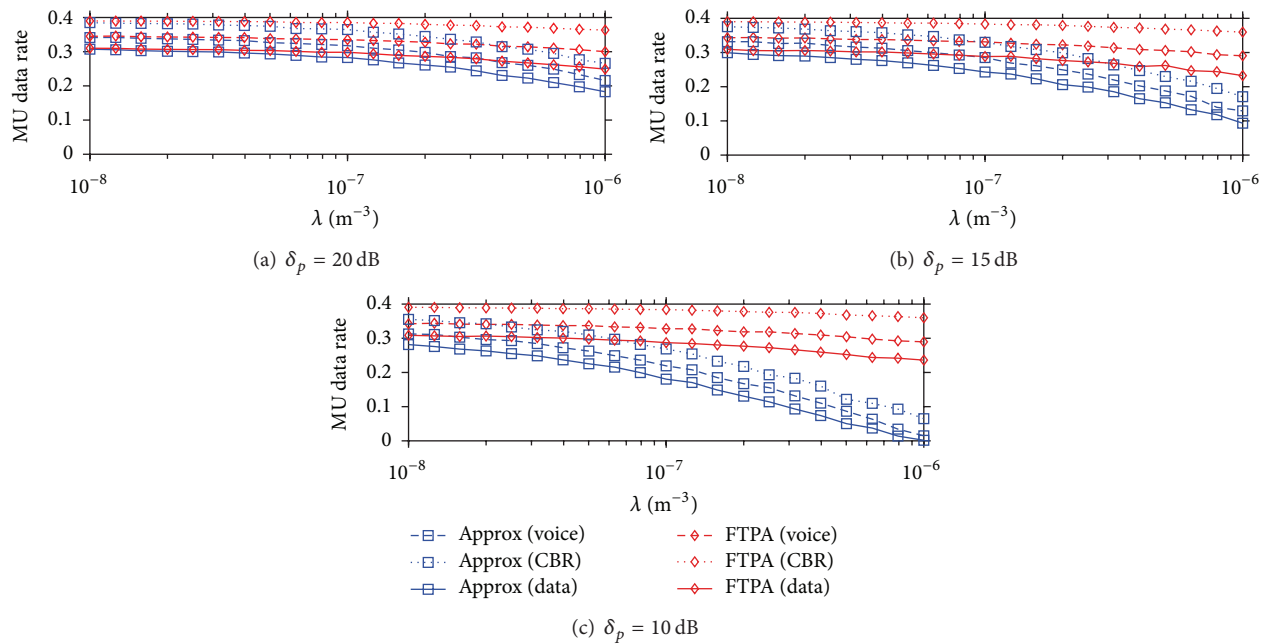 0.4
0.3
0.2
0.1
0
MU data rate
10⁻⁸
10⁻⁷
10⁻⁶
λ (m⁻³)
(a) δₚ = 20 dB
0.4
0.3
0.2
0.1
0
MU data rate
10⁻⁸
10⁻⁷
10⁻⁶
λ (m⁻³)
(b) δₚ = 15 dB
0.4
0.3
0.2
0.1
0
MU data rate
10⁻⁸
10⁻⁷
10⁻⁶
λ (m⁻³)
Approx (voice)
Approx (CBR)
Approx (data)
FTPA (voice)
FTPA (CBR)
FTPA (data)
(c) δₚ = 10 dB